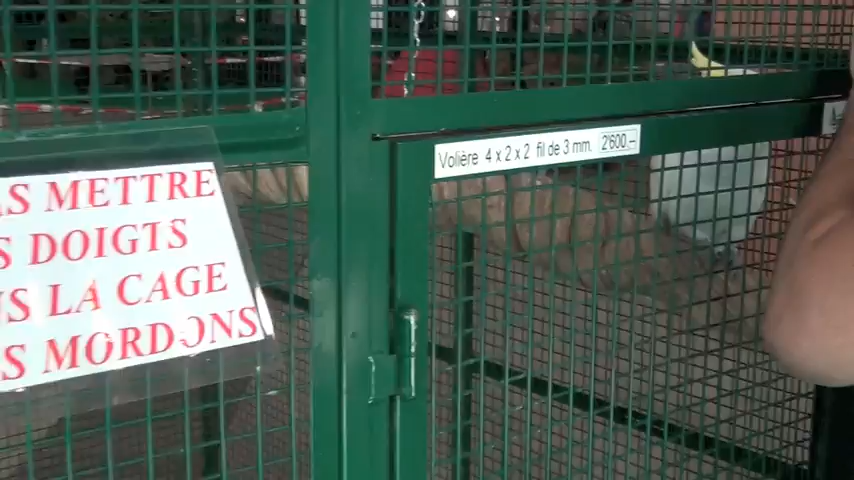 S METTRE
DOIGTS
LA CAGE
S MORDONS
Volière 4 x 2 x 2 fil de 3 mm. 2'600.-